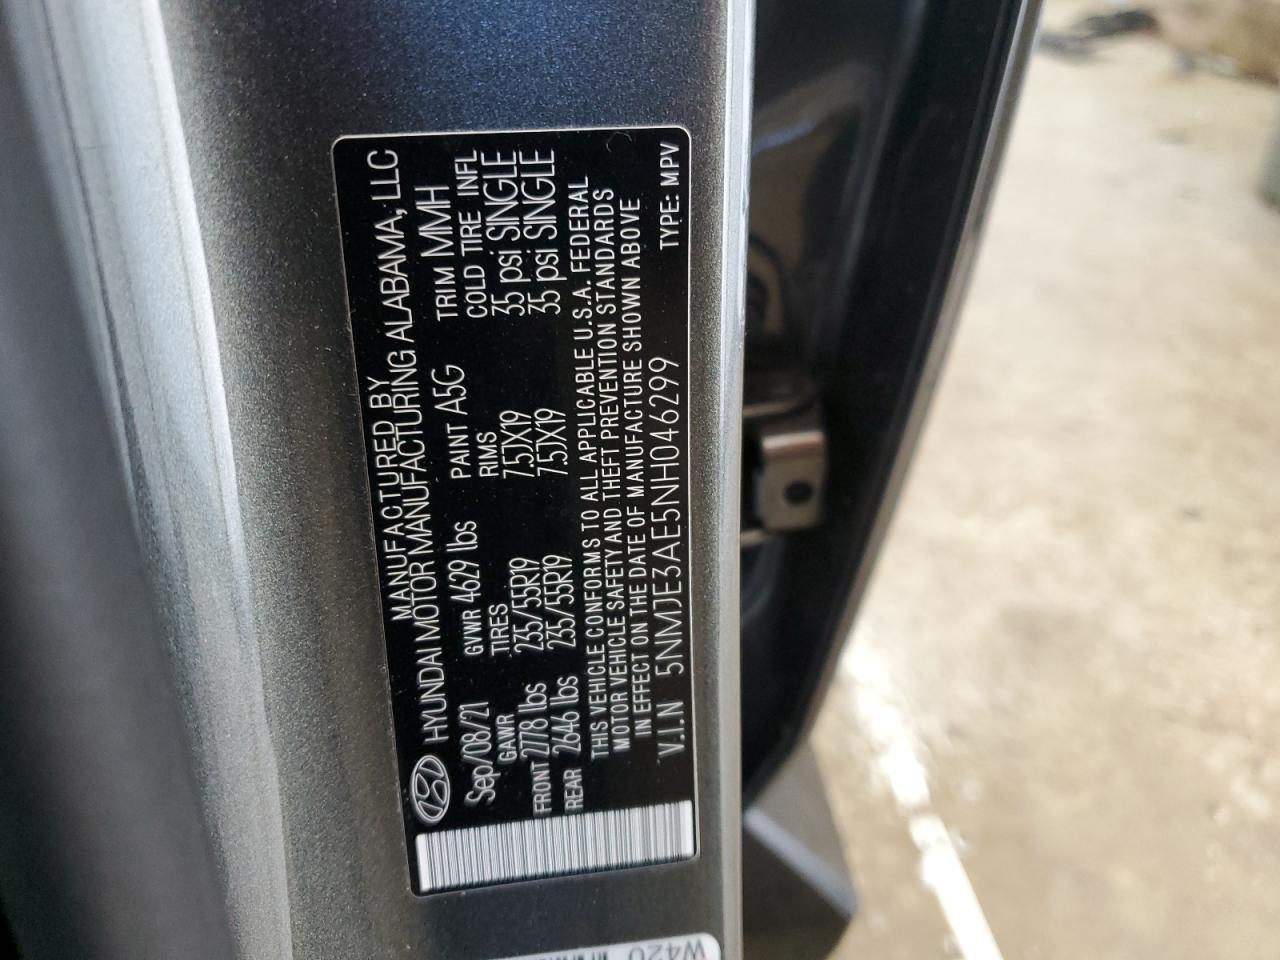 MANUFACTURED BY
HYUNDAI MOTOR MANUFACTURING ALABAMA, LLC
Sep/08/21 GVWR 4629 lbs PAINT A5G TRIM MMH
GAWR TIRES RIMS COLD TIRE INFL
FRONT 2778 lbs 235/55R19 7.5JX19 35 psi SINGLE
REAR 2646 lbs 235/55R19 7.5JX19 35 psi SINGLE
THIS VEHICLE CONFORMS TO ALL APPLICABLE U.S.A. FEDERAL
MOTOR VEHICLE SAFETY AND THEFT PREVENTION STANDARDS
IN EFFECT ON THE DATE OF MANUFACTURE SHOWN ABOVE
V.I.N 5NMJE3AE5NH046299 TYPE: MPV
W420